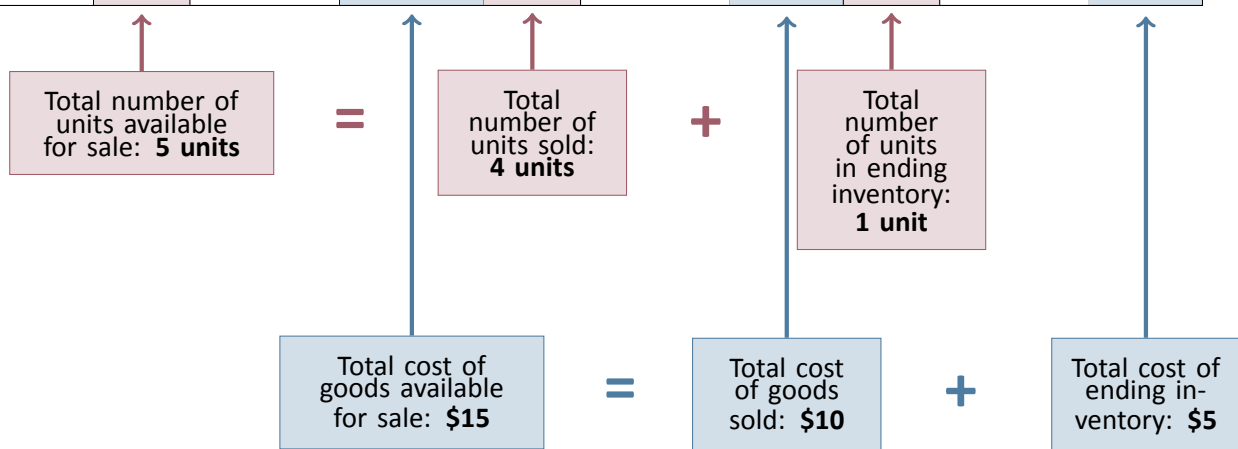 Total number of
units available
for sale: 5 units
=
Total
number of
units sold:
4 units
+
Total
number
of units
in ending
inventory:
1 unit
Total cost of
goods available
for sale: $15
=
Total cost
of goods
sold: $10
+
Total cost of
ending in-
ventory: $5